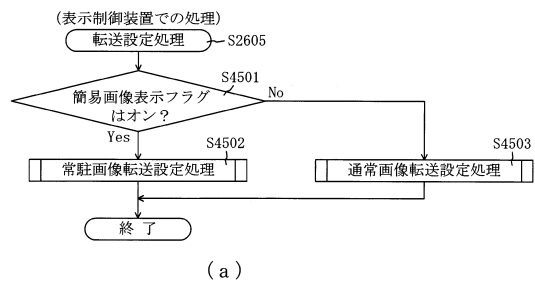 (表示制御装置での処理)
転送設定処理 S2605
S4501
簡易画像表示フラグ
はオン?
No
Yes
S4502
常駐画像転送設定処理
S4503
通常画像転送設定処理
終 了
(a)